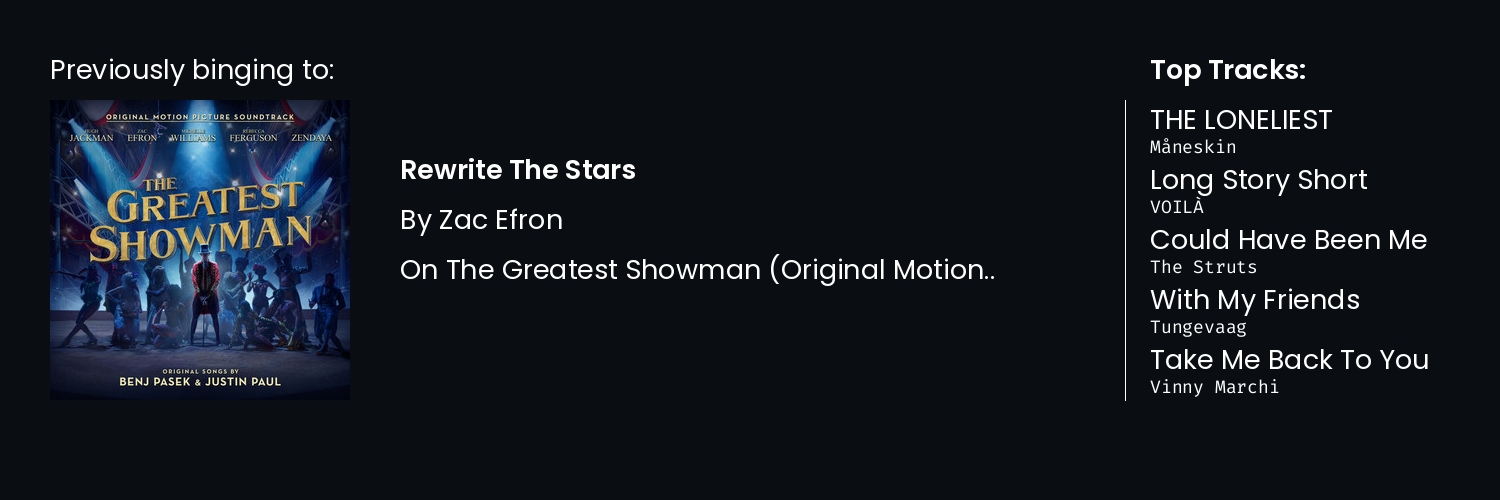 Previously binging to:
ORIGINAL MOTION PICTURE SOUNDTRACK
HUGH JACKMAN ZAC EFRON MICHELLE WILLIAMS REBECCA FERGUSON ZENDAYA
THE
GREATEST
SHOWMAN
ORIGINAL SONGS BY
BENJ PASEK & JUSTIN PAUL
Rewrite The Stars
By Zac Efron
On The Greatest Showman (Original Motion..
Top Tracks:
THE LONELIEST
Måneskin
Long Story Short
VOILÀ
Could Have Been Me
The Struts
With My Friends
Tungevaag
Take Me Back To You
Vinny Marchi